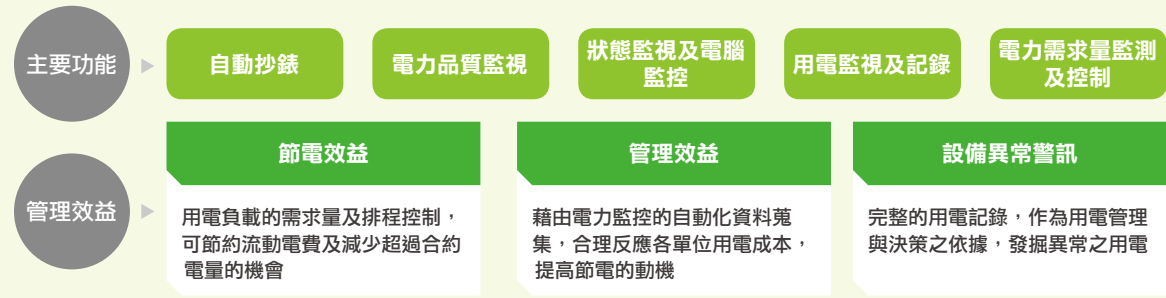 主要功能
自動抄錶
電力品質監視
狀態監視及電腦
監控
用電監視及記錄
電力需求量監測
及控制
管理效益
節電效益
用電負載的需求量及排程控制，
可節約流動電費及減少超過合約
電量的機會
管理效益
藉由電力監控的自動化資料蒐
集，合理反應各單位用電成本，
提高節電的動機
設備異常警訊
完整的用電記錄，作為用電管理
與決策之依據，發掘異常之用電